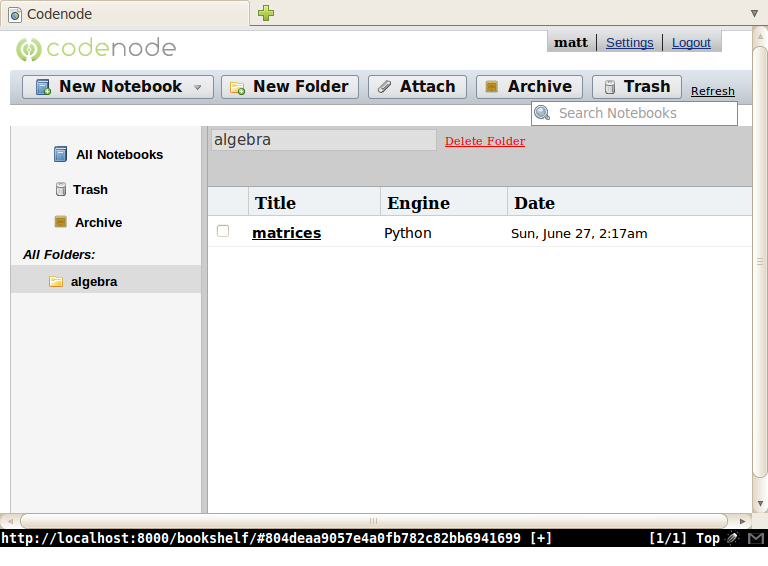 Codenode
codenode
matt Settings Logout
New Notebook New Folder Attach Archive Trash Refresh
Search Notebooks
All Notebooks
Trash
Archive
All Folders:
algebra
algebra Delete Folder
Title Engine Date
matrices Python Sun, June 27, 2:17am
http://localhost:8000/bookshelf/#804deaa9057e4a0fb782c82bb6941699 [+] [1/1] Top